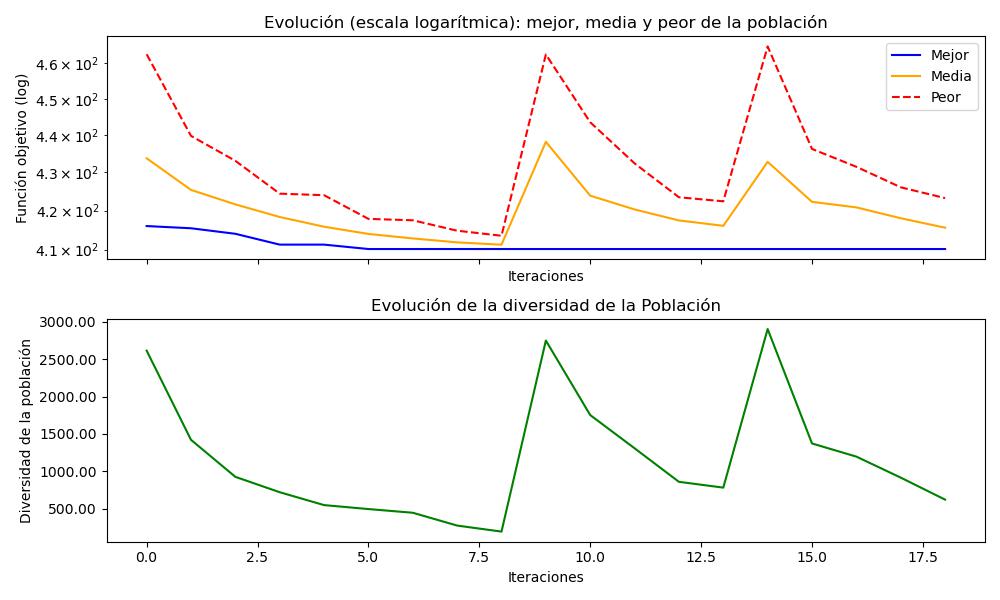 Evolución (escala logarítmica): mejor, media y peor de la población
Función objetivo (log)
4.6 × 10²
4.5 × 10²
4.4 × 10²
4.3 × 10²
4.2 × 10²
4.1 × 10²
Mejor
Media
Peor
Iteraciones
Evolución de la diversidad de la Población
Diversidad de la población
3000.00
2500.00
2000.00
1500.00
1000.00
500.00
0.0 2.5 5.0 7.5 10.0 12.5 15.0 17.5
Iteraciones